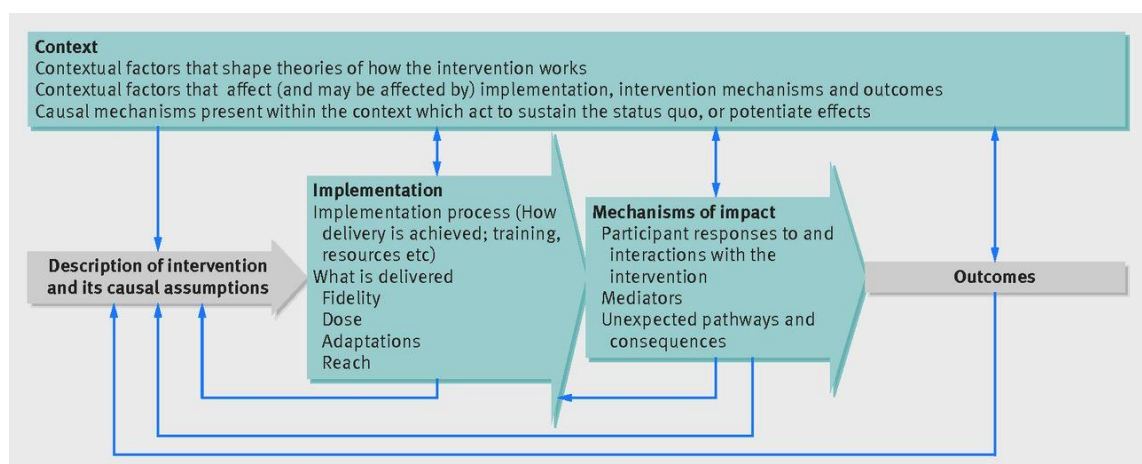 Context
Contextual factors that shape theories of how the intervention works
Contextual factors that affect (and may be affected by) implementation, intervention mechanisms and outcomes
Causal mechanisms present within the context which act to sustain the status quo, or potentiate effects
Description of intervention
and its causal assumptions
Implementation
Implementation process (How
delivery is achieved; training,
resources etc)
What is delivered
Fidelity
Dose
Adaptations
Reach
Mechanisms of impact
Participant responses to and
interactions with the
intervention
Mediators
Unexpected pathways and
consequences
Outcomes